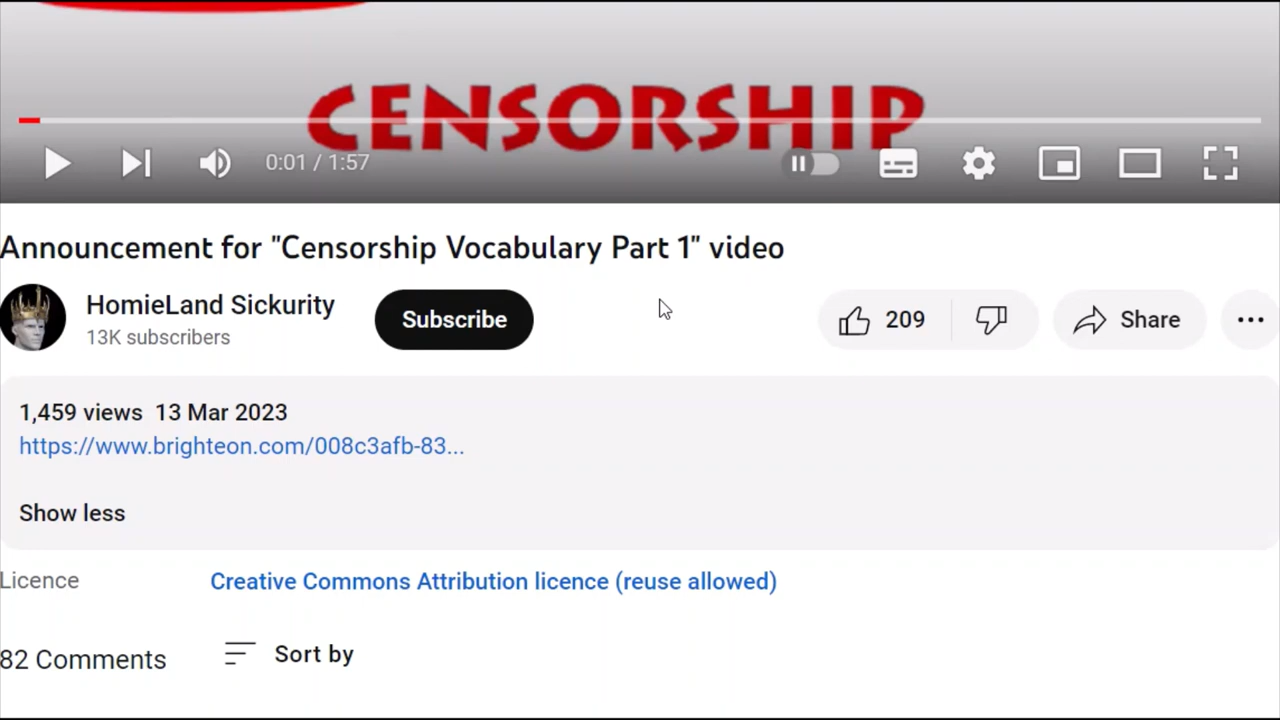 CENSORSHIP
0:01 / 1:57
Announcement for "Censorship Vocabulary Part 1" video
HomieLand Sickurity
13K subscribers
Subscribe
209
Share
1,459 views 13 Mar 2023
https://www.brighteon.com/008c3afb-83...
Show less
Licence
Creative Commons Attribution licence (reuse allowed)
82 Comments
Sort by